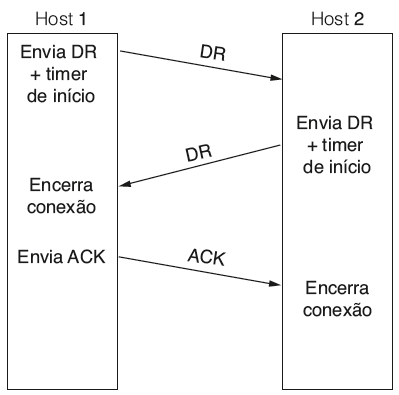 Host 1
Host 2
Envia DR
+ timer
de início
DR
Envia DR
+ timer
de início
DR
Encerra
conexão
Envia ACK
ACK
Encerra
conexão